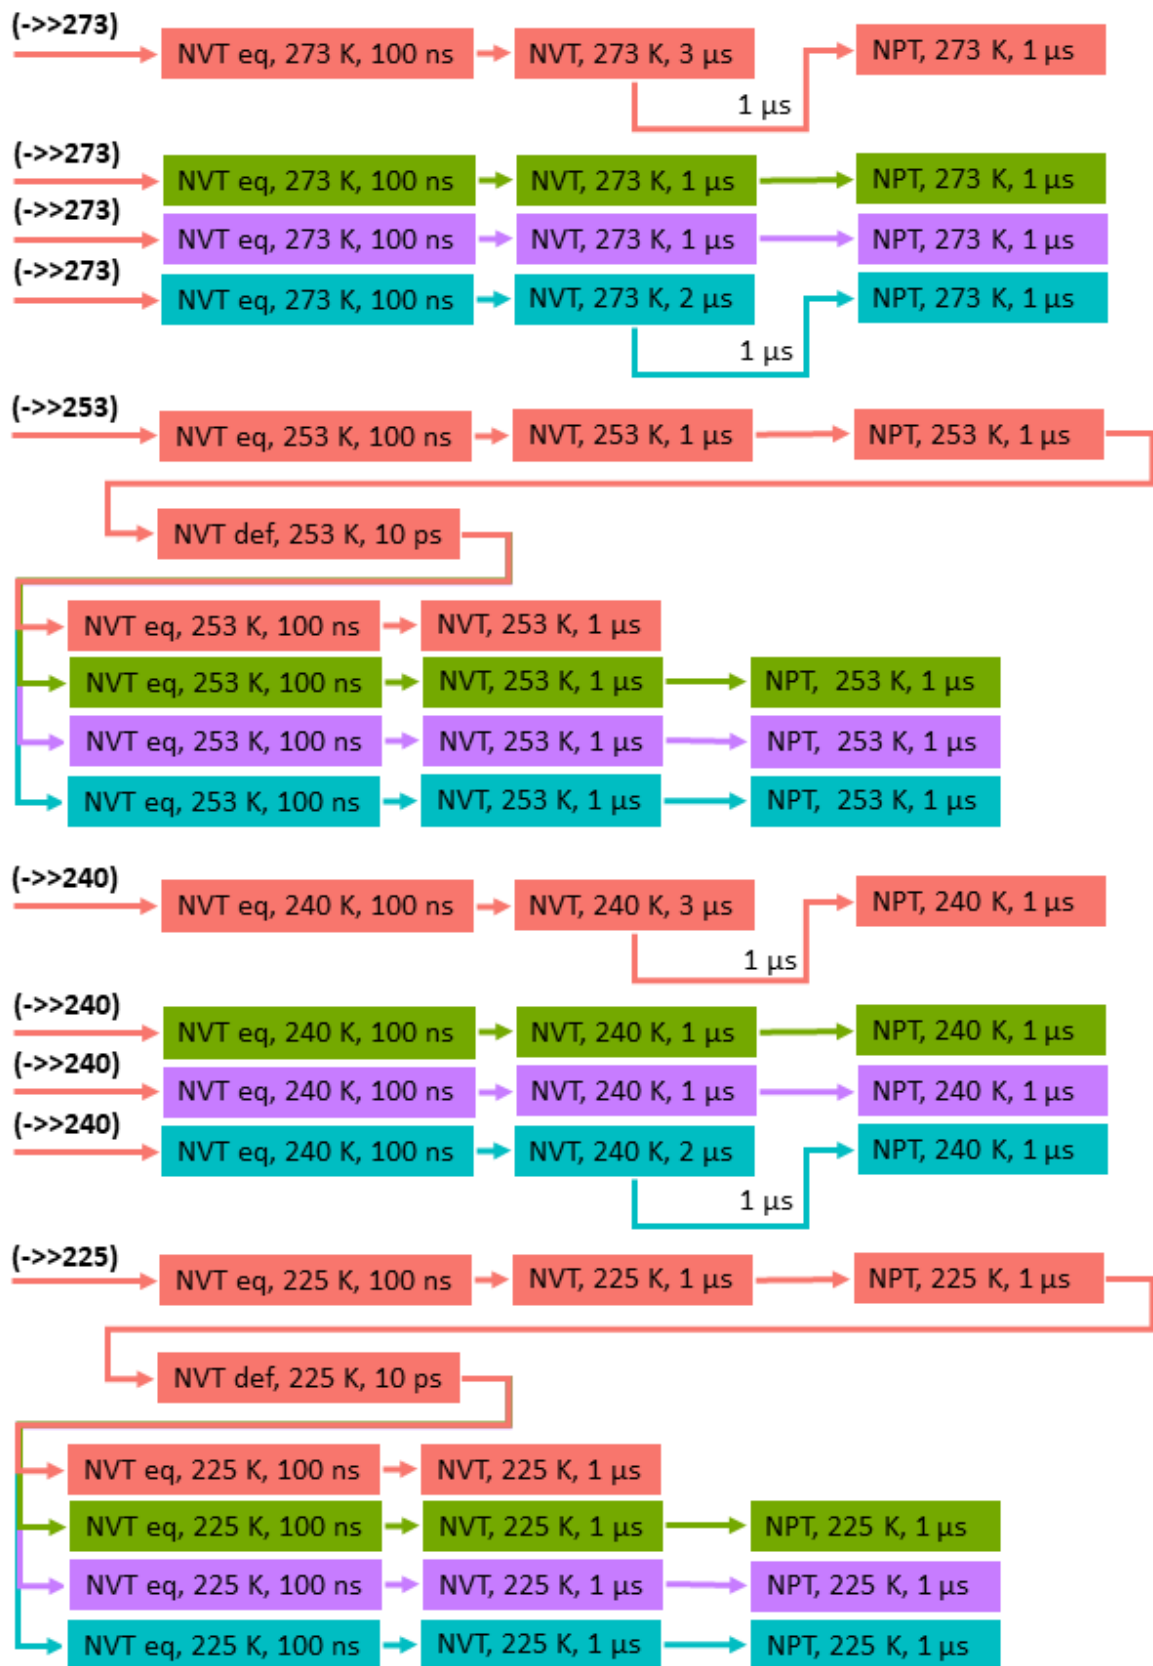 (->>273)
NVT eq, 273 K, 100 ns NVT, 273 K, 3 µs NPT, 273 K, 1 µs
1 µs
(->>273)
NVT eq, 273 K, 100 ns NVT, 273 K, 1 µs NPT, 273 K, 1 µs
(->>273)
NVT eq, 273 K, 100 ns NVT, 273 K, 1 µs NPT, 273 K, 1 µs
(->>273)
NVT eq, 273 K, 100 ns NVT, 273 K, 2 µs NPT, 273 K, 1 µs
1 µs
(->>253)
NVT eq, 253 K, 100 ns NVT, 253 K, 1 µs NPT, 253 K, 1 µs
NVT def, 253 K, 10 ps
NVT eq, 253 K, 100 ns NVT, 253 K, 1 µs
NVT eq, 253 K, 100 ns NVT, 253 K, 1 µs NPT, 253 K, 1 µs
NVT eq, 253 K, 100 ns NVT, 253 K, 1 µs NPT, 253 K, 1 µs
NVT eq, 253 K, 100 ns NVT, 253 K, 1 µs NPT, 253 K, 1 µs
(->>240)
NVT eq, 240 K, 100 ns NVT, 240 K, 3 µs NPT, 240 K, 1 µs
1 µs
(->>240)
NVT eq, 240 K, 100 ns NVT, 240 K, 1 µs NPT, 240 K, 1 µs
(->>240)
NVT eq, 240 K, 100 ns NVT, 240 K, 1 µs NPT, 240 K, 1 µs
(->>240)
NVT eq, 240 K, 100 ns NVT, 240 K, 2 µs NPT, 240 K, 1 µs
1 µs
(->>225)
NVT eq, 225 K, 100 ns NVT, 225 K, 1 µs NPT, 225 K, 1 µs
NVT def, 225 K, 10 ps
NVT eq, 225 K, 100 ns NVT, 225 K, 1 µs
NVT eq, 225 K, 100 ns NVT, 225 K, 1 µs NPT, 225 K, 1 µs
NVT eq, 225 K, 100 ns NVT, 225 K, 1 µs NPT, 225 K, 1 µs
NVT eq, 225 K, 100 ns NVT, 225 K, 1 µs NPT, 225 K, 1 µs